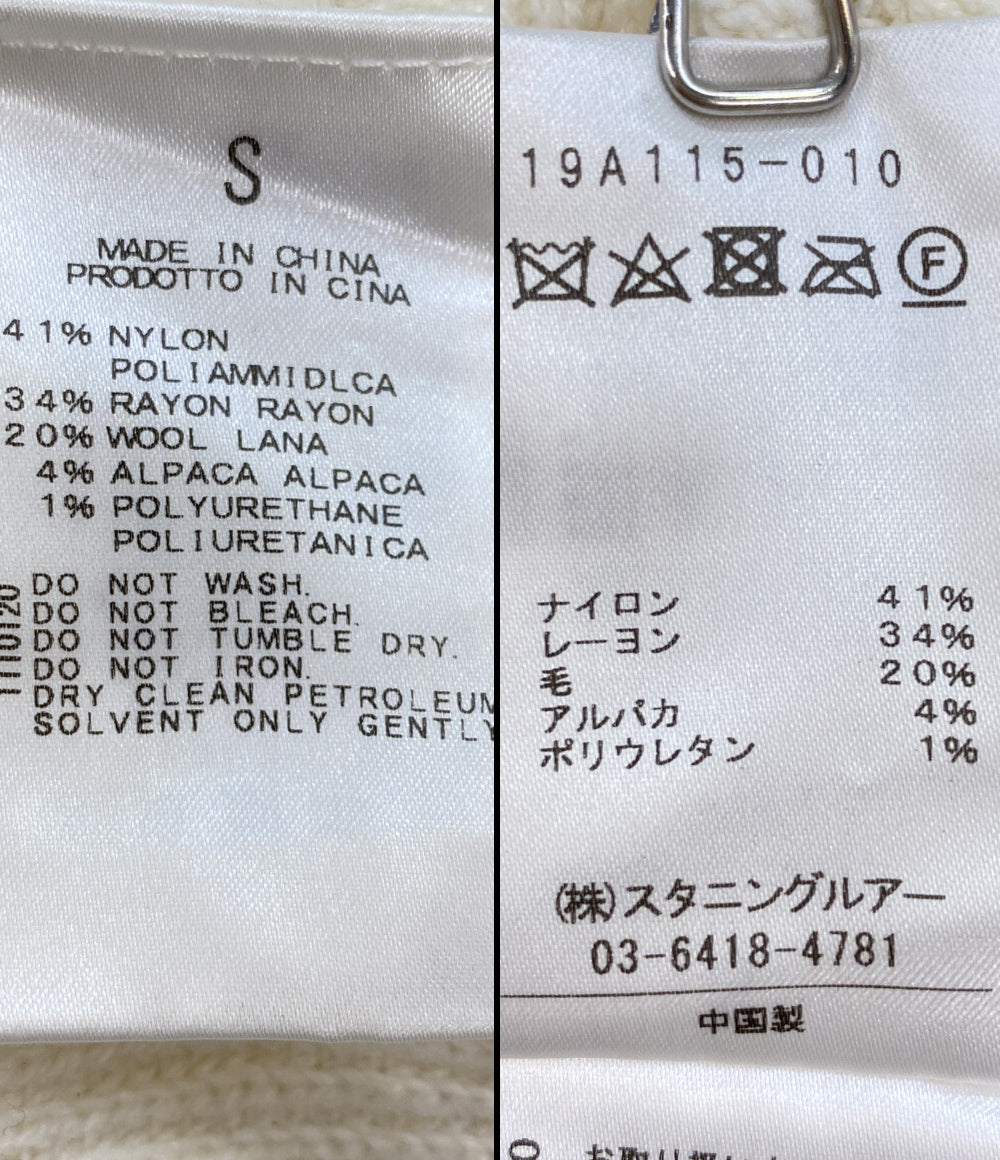 S
MADE IN CHINA
PRODOTTO IN CINA
41% NYLON
POLIAMMIDLCA
34% RAYON RAYON
20% WOOL LANA
4% ALPACA ALPACA
1% POLYURETHANE
POLIURETANICA
DO NOT WASH.
DO NOT BLEACH.
DO NOT TUMBLE DRY.
DO NOT IRON.
DRY CLEAN PETROLEUM
SOLVENT ONLY GENTLY
19A115-010
F
ナイロン 41%
レーヨン 34%
毛 20%
アルパカ 4%
ポリウレタン 1%
(株)スタニングルアー
03-6418-4781
中国製